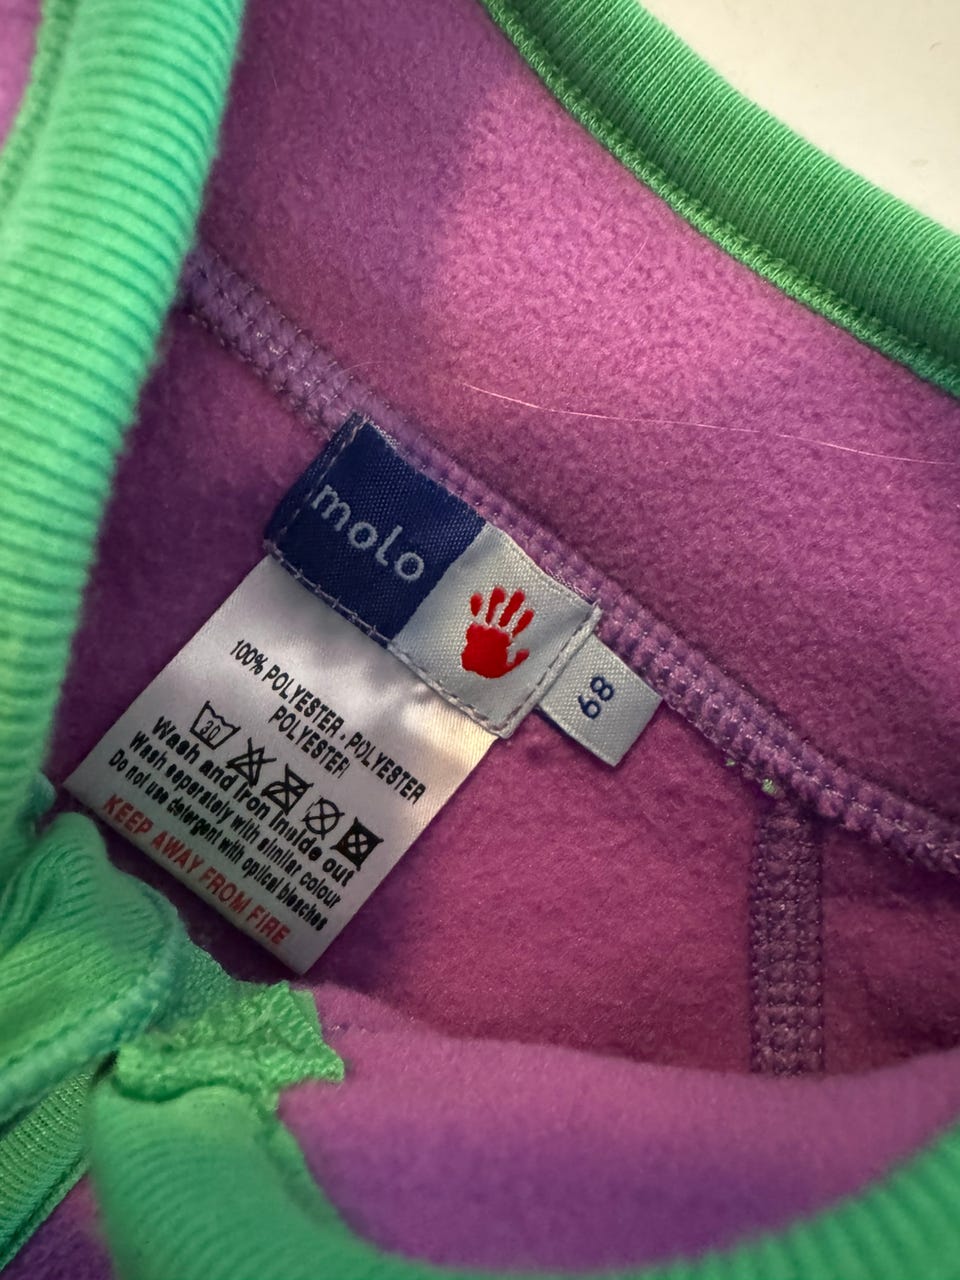 molo
68
100% POLYESTER - POLYESTER
POLYESTER
30
Wash and Iron inside out
Wash seperately with similar colour
Do not use detergent with optical bleaches
KEEP AWAY FROM FIRE